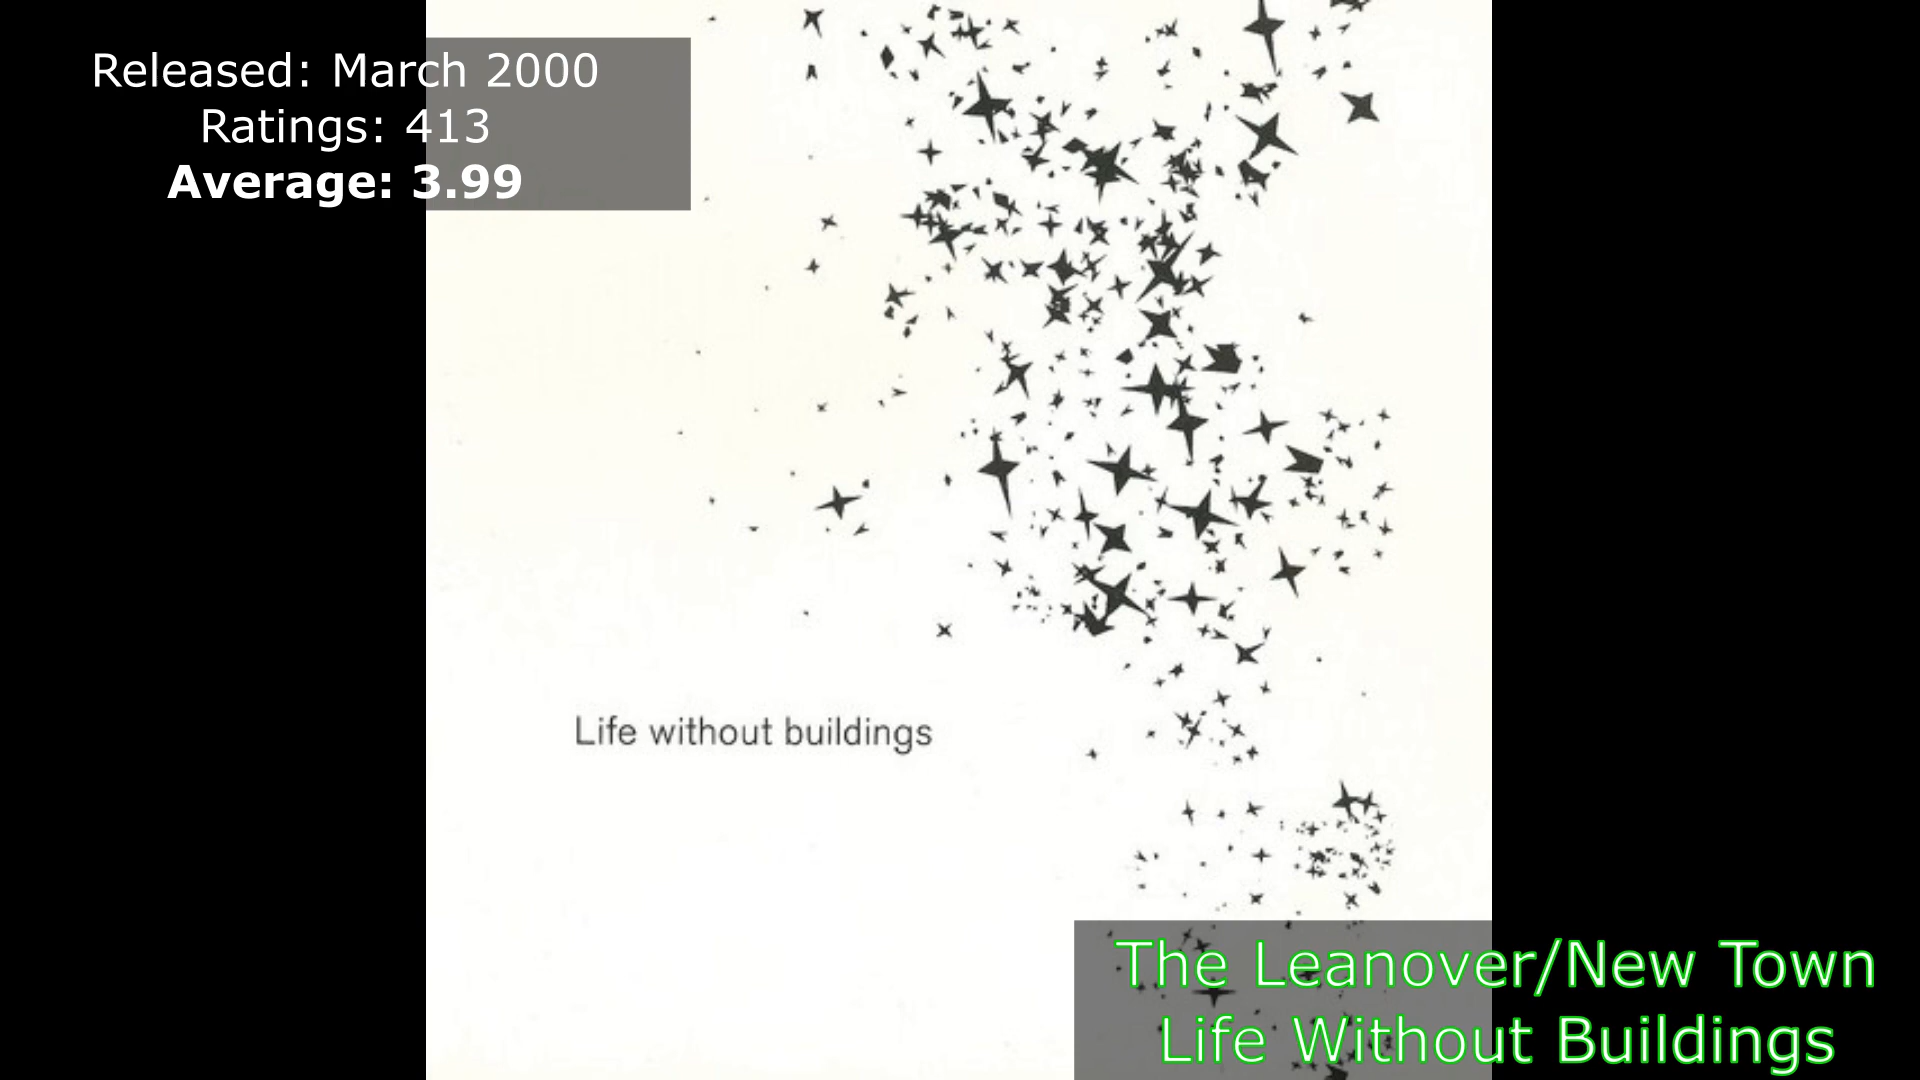 Released: March 2000
Ratings: 413
Average: 3.99
Life without buildings
The Leanover/New Town
Life Without Buildings